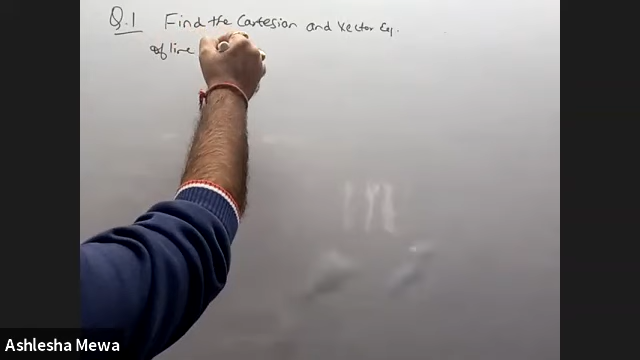 Q.1 Find the Cartesian and Vector Eq.
of line
Ashlesha Mewa